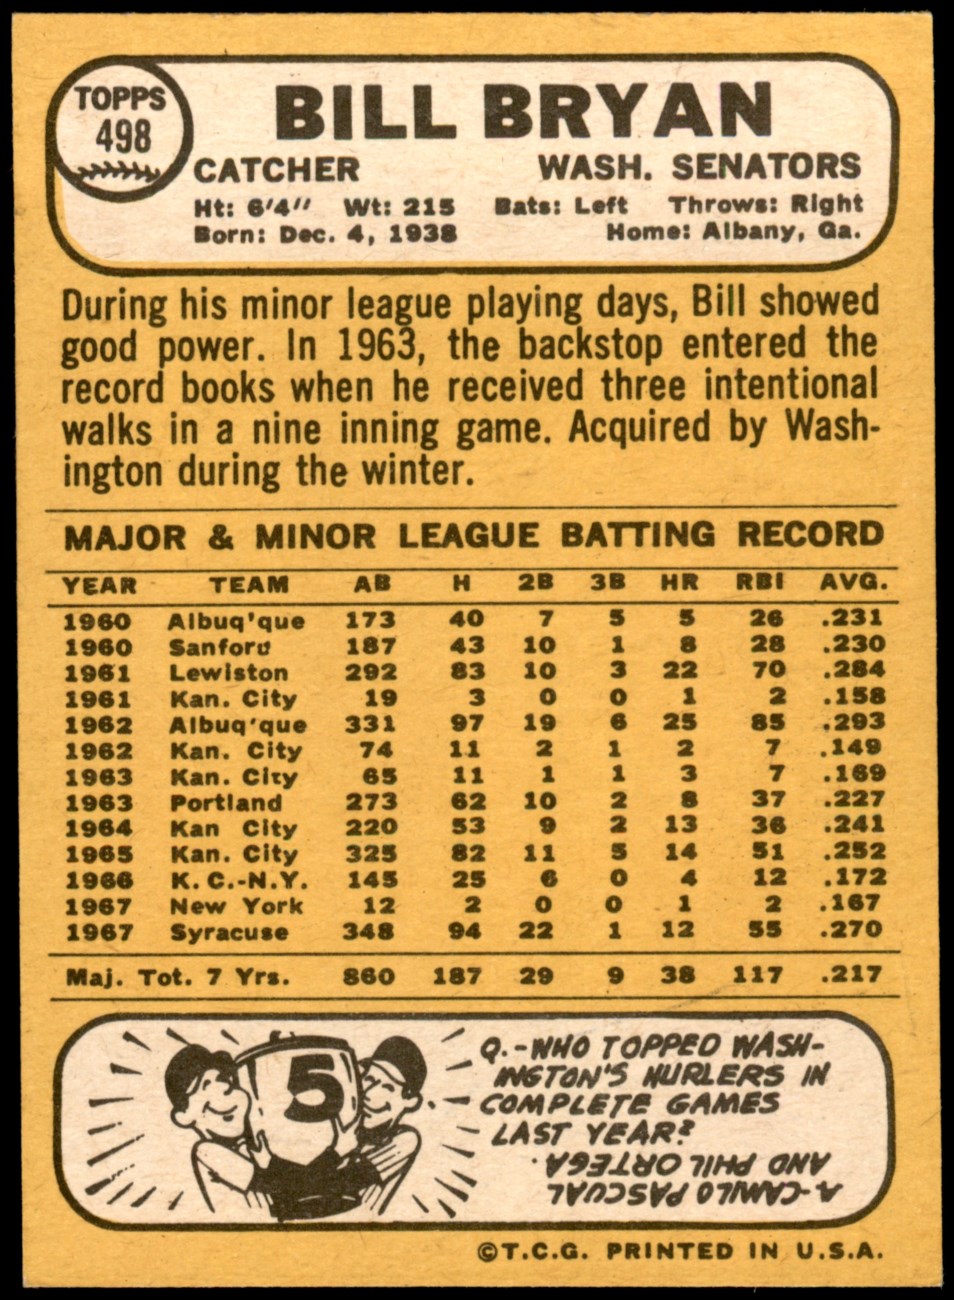 TOPPS
498
BILL BRYAN
CATCHER WASH. SENATORS
Ht: 6'4" Wt: 215 Bats: Left Throws: Right
Born: Dec. 4, 1938 Home: Albany, Ga.
During his minor league playing days, Bill showed
good power. In 1963, the backstop entered the
record books when he received three intentional
walks in a nine inning game. Acquired by Wash-
ington during the winter.
MAJOR & MINOR LEAGUE BATTING RECORD
YEAR TEAM AB H 2B 3B HR RBI AVG.
1960 Albuq'que 173 40 7 5 5 26 .231
1960 Sanford 187 43 10 1 8 28 .230
1961 Lewiston 292 83 10 3 22 70 .284
1961 Kan. City 19 3 0 0 1 2 .158
1962 Albuq'que 331 97 19 6 25 85 .293
1962 Kan. City 74 11 2 1 2 7 .149
1963 Kan. City 65 11 1 1 3 7 .169
1963 Portland 273 62 10 2 8 37 .227
1964 Kan City 220 53 9 2 13 36 .241
1965 Kan. City 325 82 11 5 14 51 .252
1966 K.C.-N.Y. 145 25 6 0 4 12 .172
1967 New York 12 2 0 0 1 2 .167
1967 Syracuse 348 94 22 1 12 55 .270
Maj. Tot. 7 Yrs. 860 187 29 9 38 117 .217
5
Q.-WHO TOPPED WASH-
INGTON'S HURLERS IN
COMPLETE GAMES
LAST YEAR?
A-CAMILO PASCUAL
AND PHIL ORTEGA.
©T.C.G. PRINTED IN U.S.A.